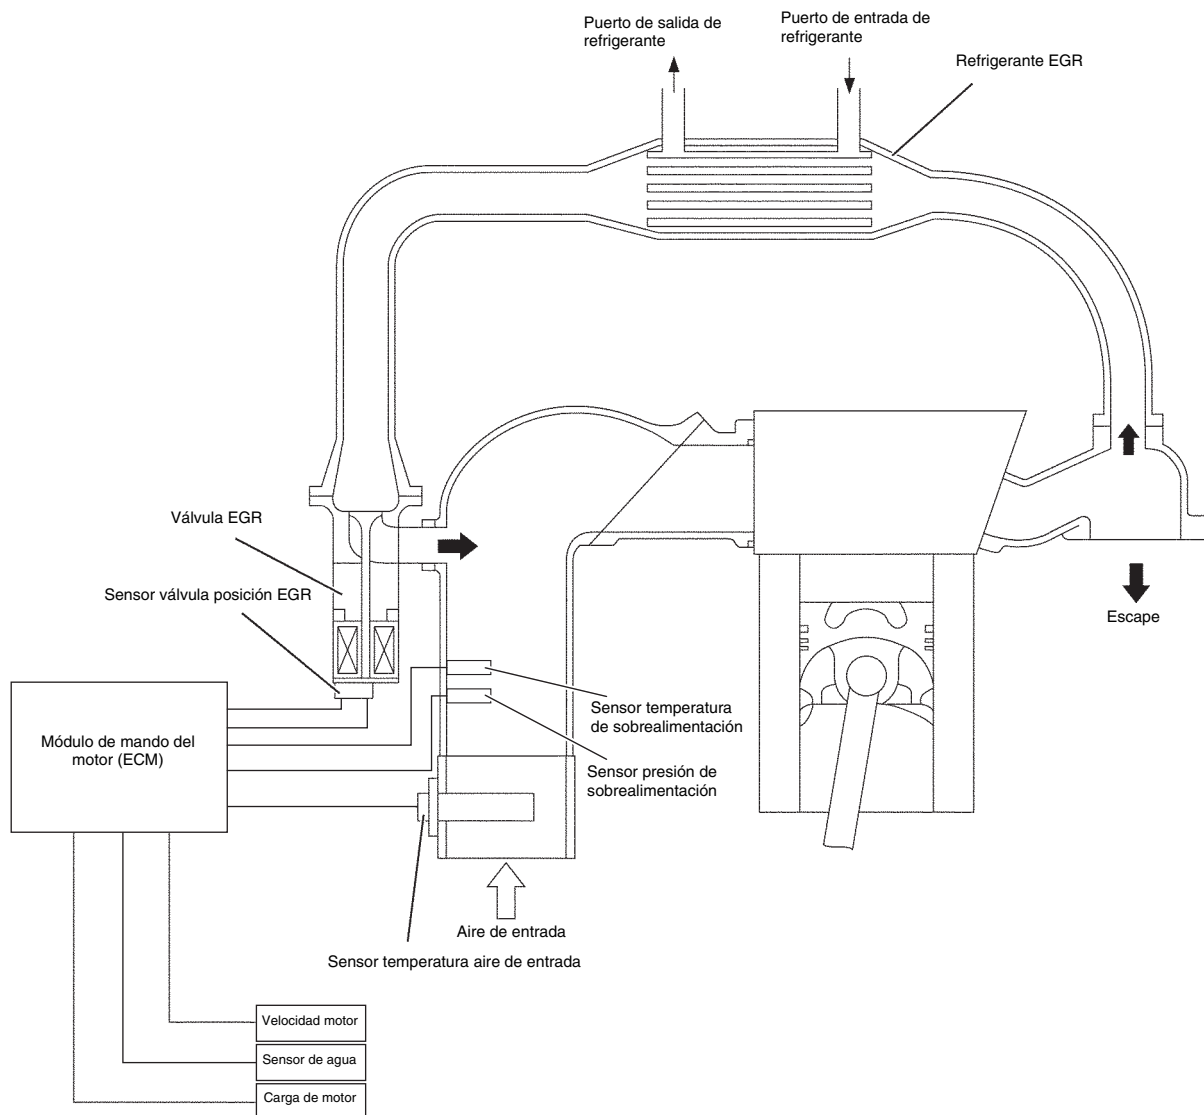 Puerto de salida de
refrigerante
Puerto de entrada de
refrigerante
Refrigerante EGR
Válvula EGR
Sensor válvula posición EGR
Escape
Sensor temperatura
de sobrealimentación
Módulo de mando del
motor (ECM)
Sensor presión de
sobrealimentación
Aire de entrada
Sensor temperatura aire de entrada
Velocidad motor
Sensor de agua
Carga de motor